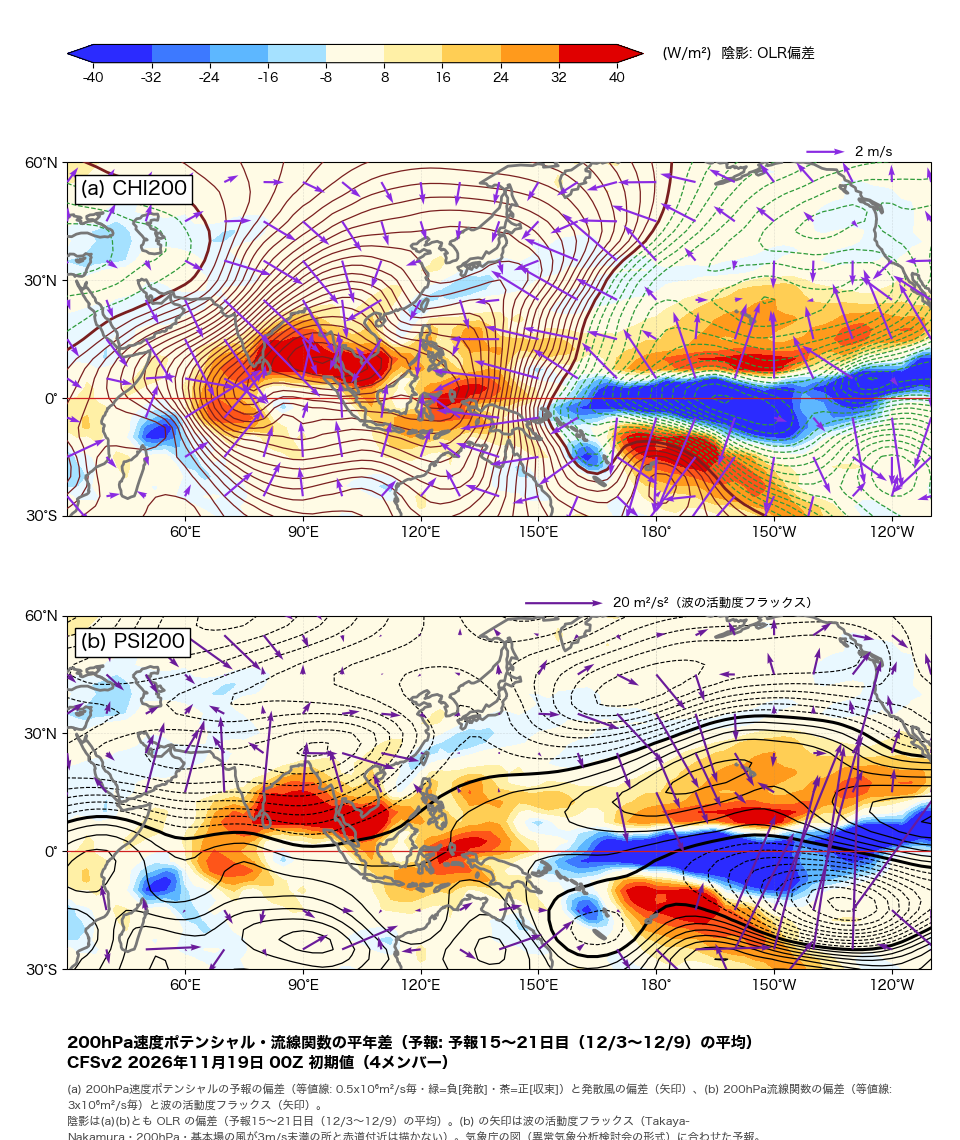 -40 -32 -24 -16 -8 8 16 24 32 40
(W/m²) 陰影: OLR偏差
2 m/s
(a) CHI200
60°N
30°N
0°
30°S
60°E 90°E 120°E 150°E 180° 150°W 120°W
20 m²/s²（波の活動度フラックス）
(b) PSI200
60°N
30°N
0°
30°S
60°E 90°E 120°E 150°E 180° 150°W 120°W
200hPa速度ポテンシャル・流線関数の平年差（予報: 予報15〜21日目（12/3〜12/9）の平均）
CFSv2 2026年11月19日 00Z 初期値（4メンバー）
(a) 200hPa速度ポテンシャルの予報の偏差（等値線: 0.5x10⁶m²/s毎・緑=負[発散]・茶=正[収束]）と発散風の偏差（矢印）、(b) 200hPa流線関数の偏差（等値線:
3x10⁶m²/s毎）と波の活動度フラックス（矢印）。
陰影は(a)(b)とも OLR の偏差（予報15〜21日目（12/3〜12/9）の平均）。(b) の矢印は波の活動度フラックス（Takaya-
Nakamura・200hPa・基本場の風が3m/s未満の所と赤道付近は描かない）。気象庁の図（異常気象分析検討会の形式）に合わせた予報。